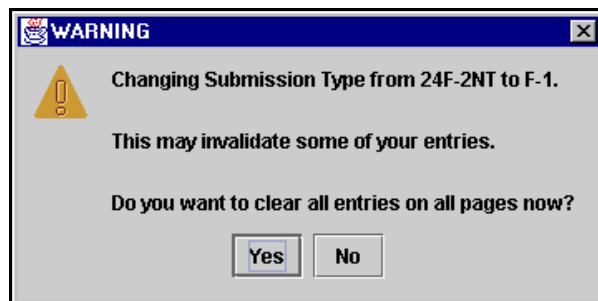 WARNING
Changing Submission Type from 24F-2NT to F-1.
This may invalidate some of your entries.
Do you want to clear all entries on all pages now?
Yes No